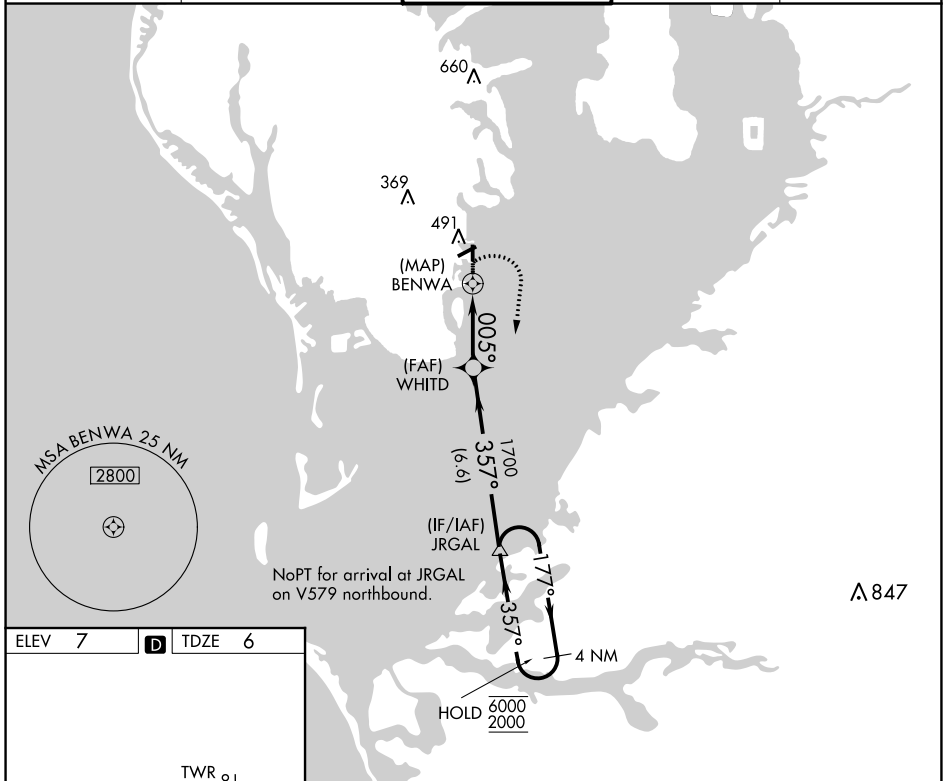 660
369
491
(MAP)
BENWA
005°
(FAF)
WHITD
MSA BENWA 25 NM
2800
1700
357°
(6.6)
(IF/IAF)
JRGAL
NoPT for arrival at JRGAL
on V579 northbound.
177°
357°
847
4 NM
HOLD 6000
2000
ELEV 7 D TDZE 6
TWR